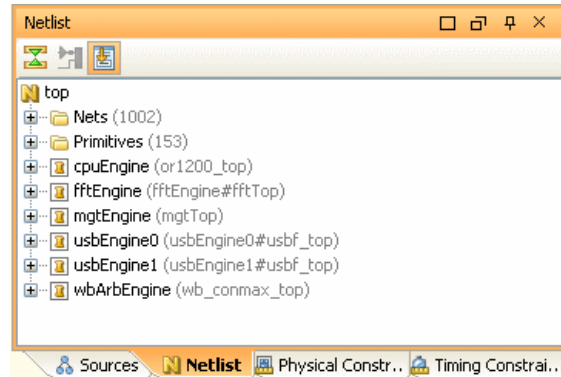 Netlist
top
Nets (1002)
Primitives (153)
cpuEngine (or1200_top)
fftEngine (fftEngine#fftTop)
mgtEngine (mgtTop)
usbEngine0 (usbEngine0#usbf_top)
usbEngine1 (usbEngine1#usbf_top)
wbArbEngine (wb_conmax_top)
Sources Netlist Physical Constr.. Timing Constrai..